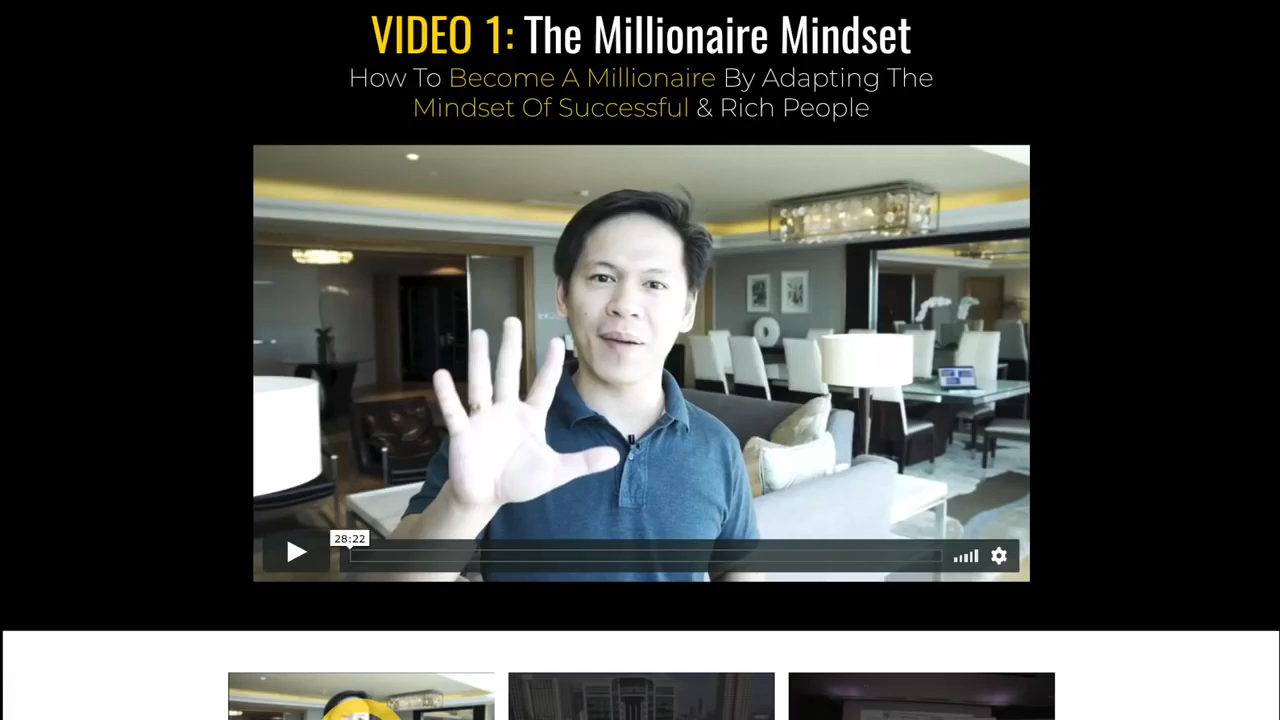 VIDEO 1: The Millionaire Mindset
How To Become A Millionaire By Adapting The
Mindset Of Successful & Rich People
28:22